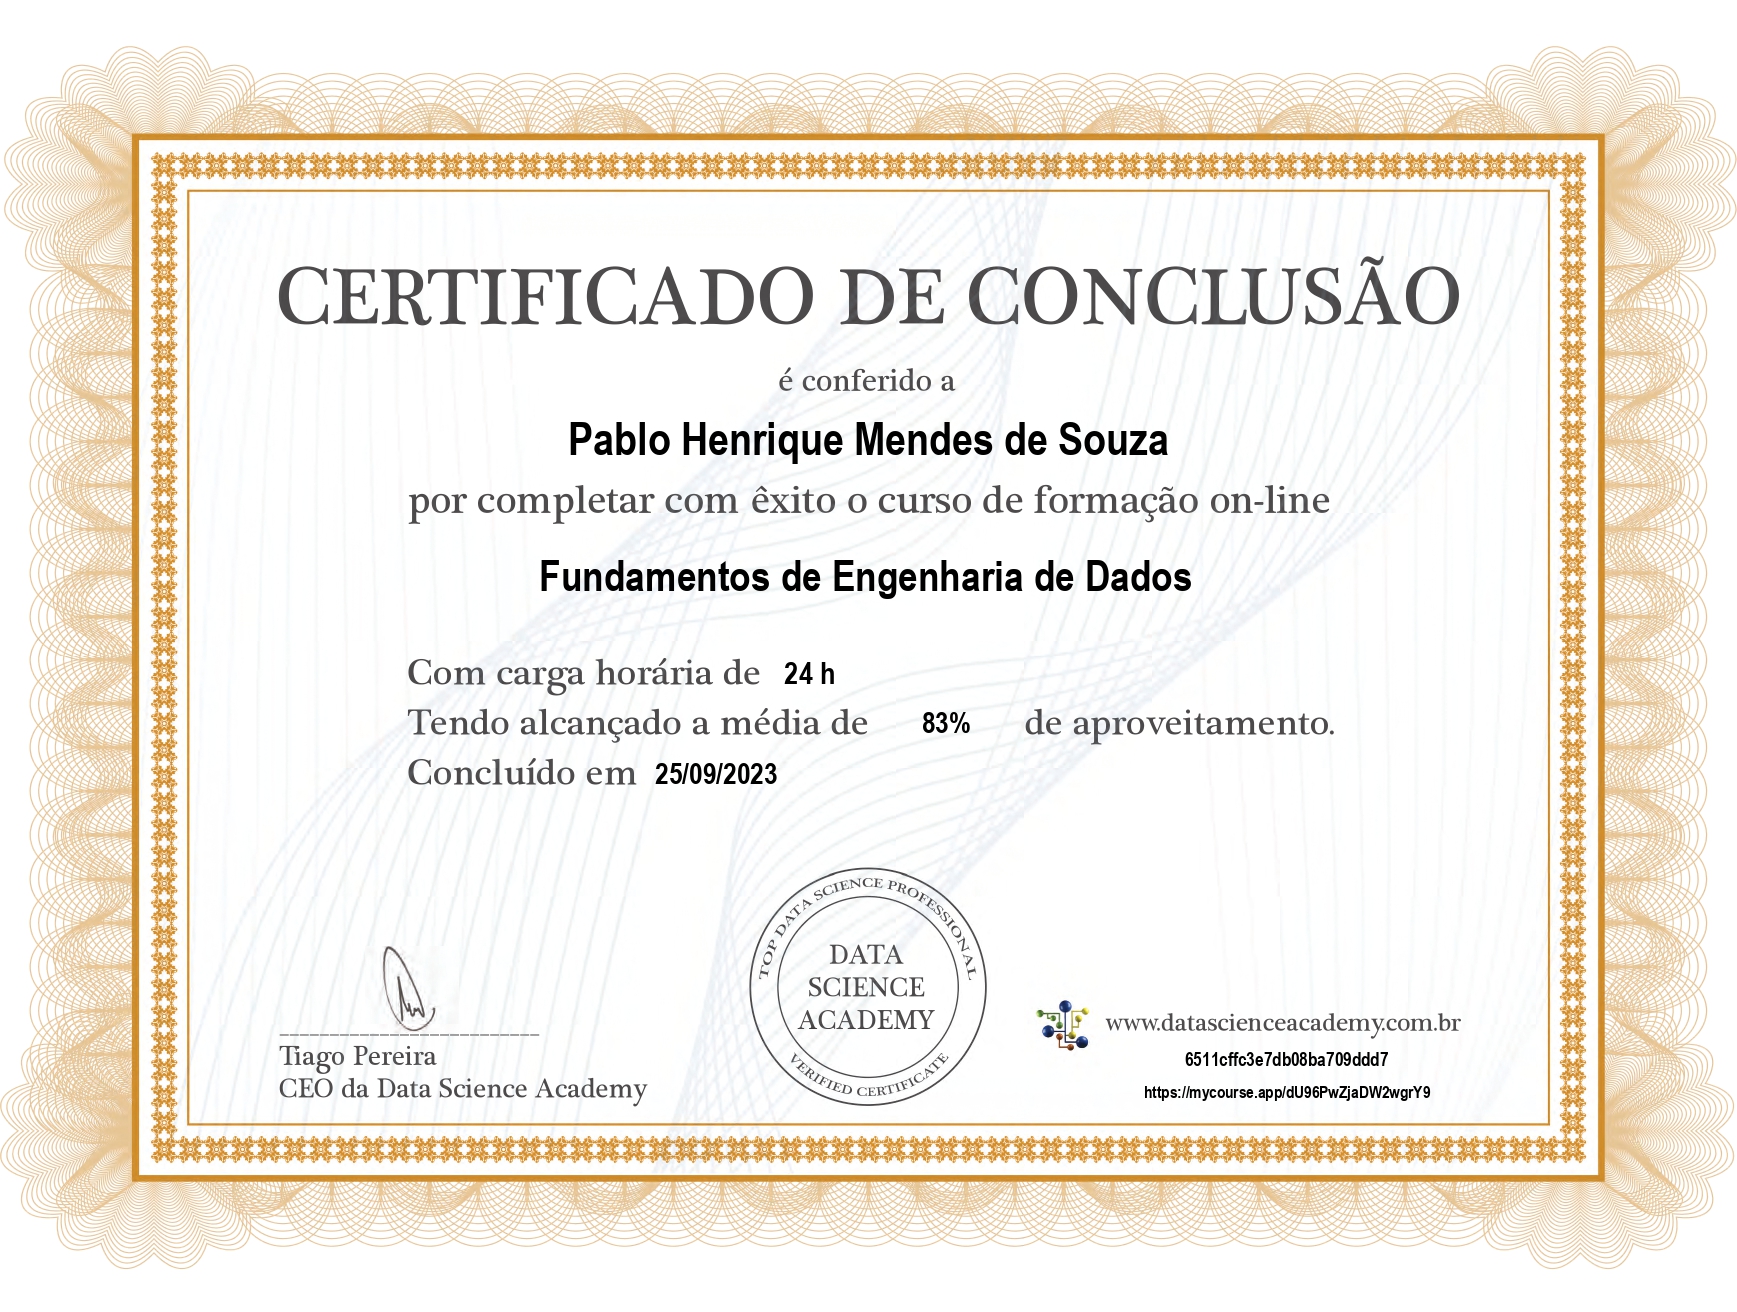 CERTIFICADO DE CONCLUSÃO
é conferido a
Pablo Henrique Mendes de Souza
por completar com êxito o curso de formação on-line
Fundamentos de Engenharia de Dados
Com carga horária de 24 h
Tendo alcançado a média de 83% de aproveitamento.
Concluído em 25/09/2023
TOP DATA SCIENCE PROFESSIONAL
DATA
SCIENCE
ACADEMY
VERIFIED CERTIFICATE
Tiago Pereira
CEO da Data Science Academy
www.datascienceacademy.com.br
6511cffc3e7db08ba709ddd7
https://mycourse.app/dU96PwZjaDW2wgrY9